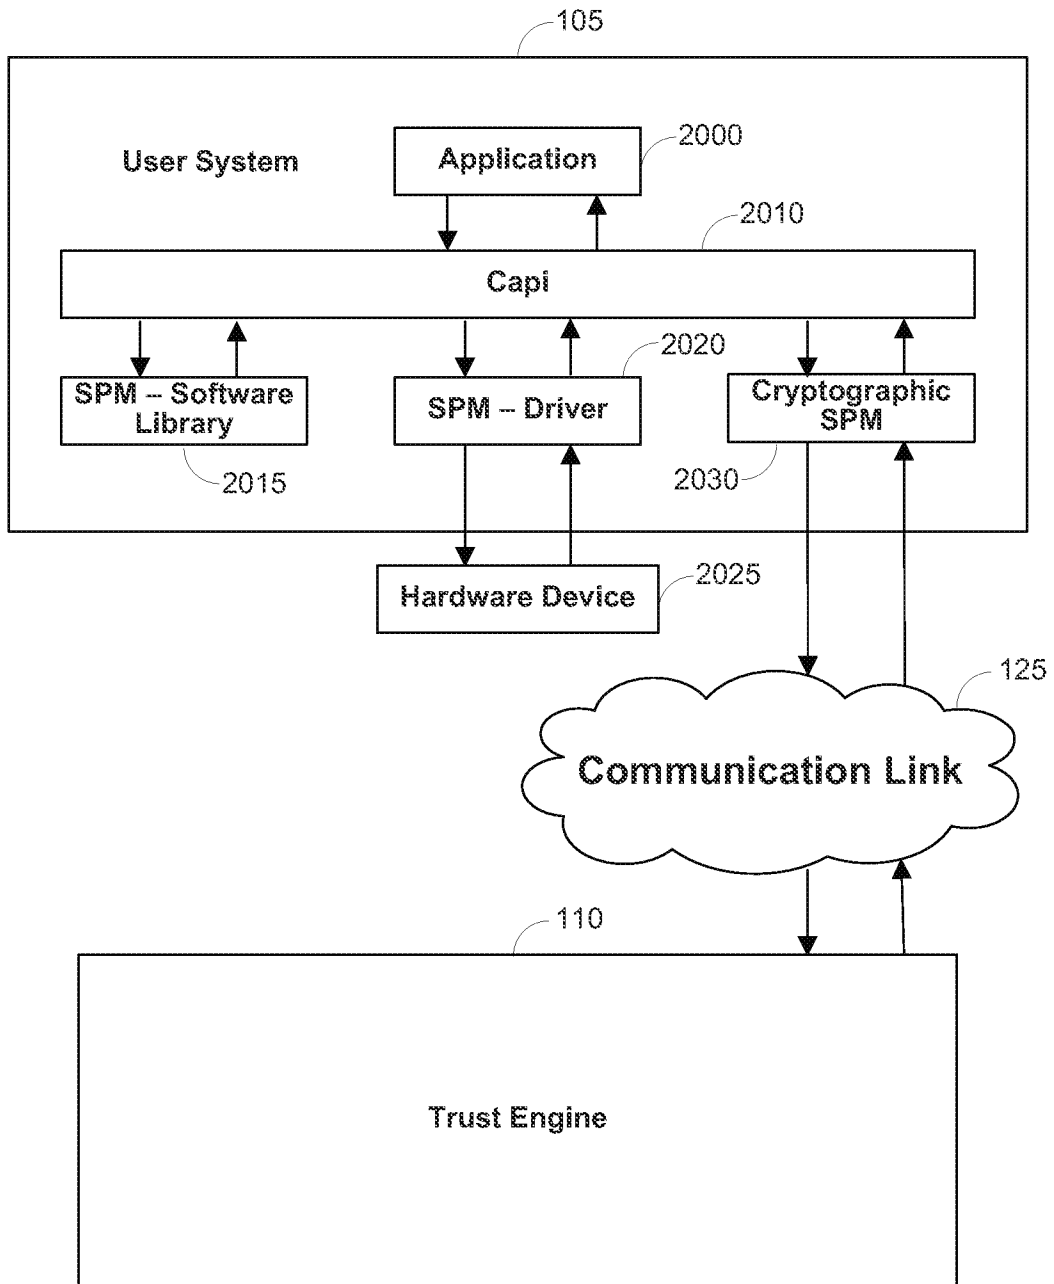 105
User System
Application
2000
2010
Capi
SPM – Software
Library
2015
SPM – Driver
2020
Cryptographic
SPM
2030
Hardware Device
2025
125
Communication Link
110
Trust Engine